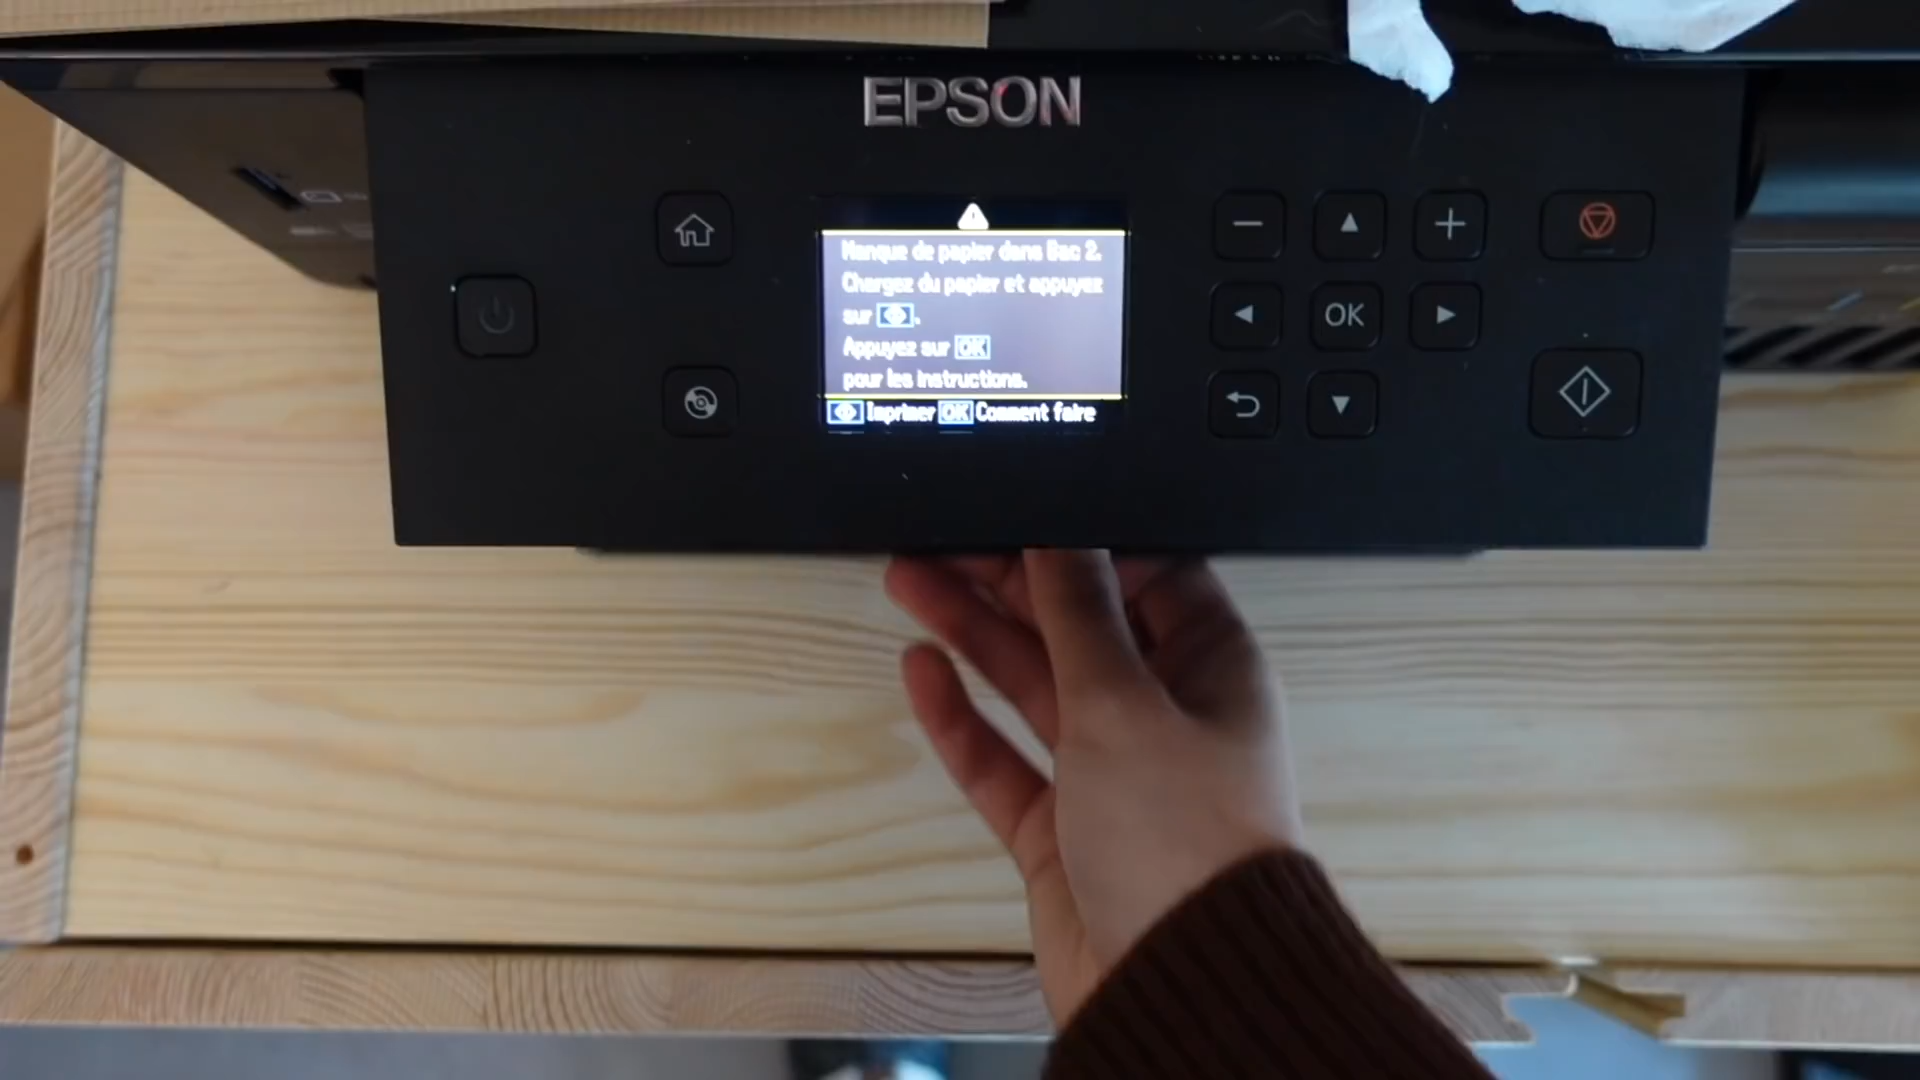 EPSON
Manque de papier dans Bac 2.
Chargez du papier et appuyez
sur
Appuyez sur OK
pour les instructions.
Imprimer OK Comment faire
OK